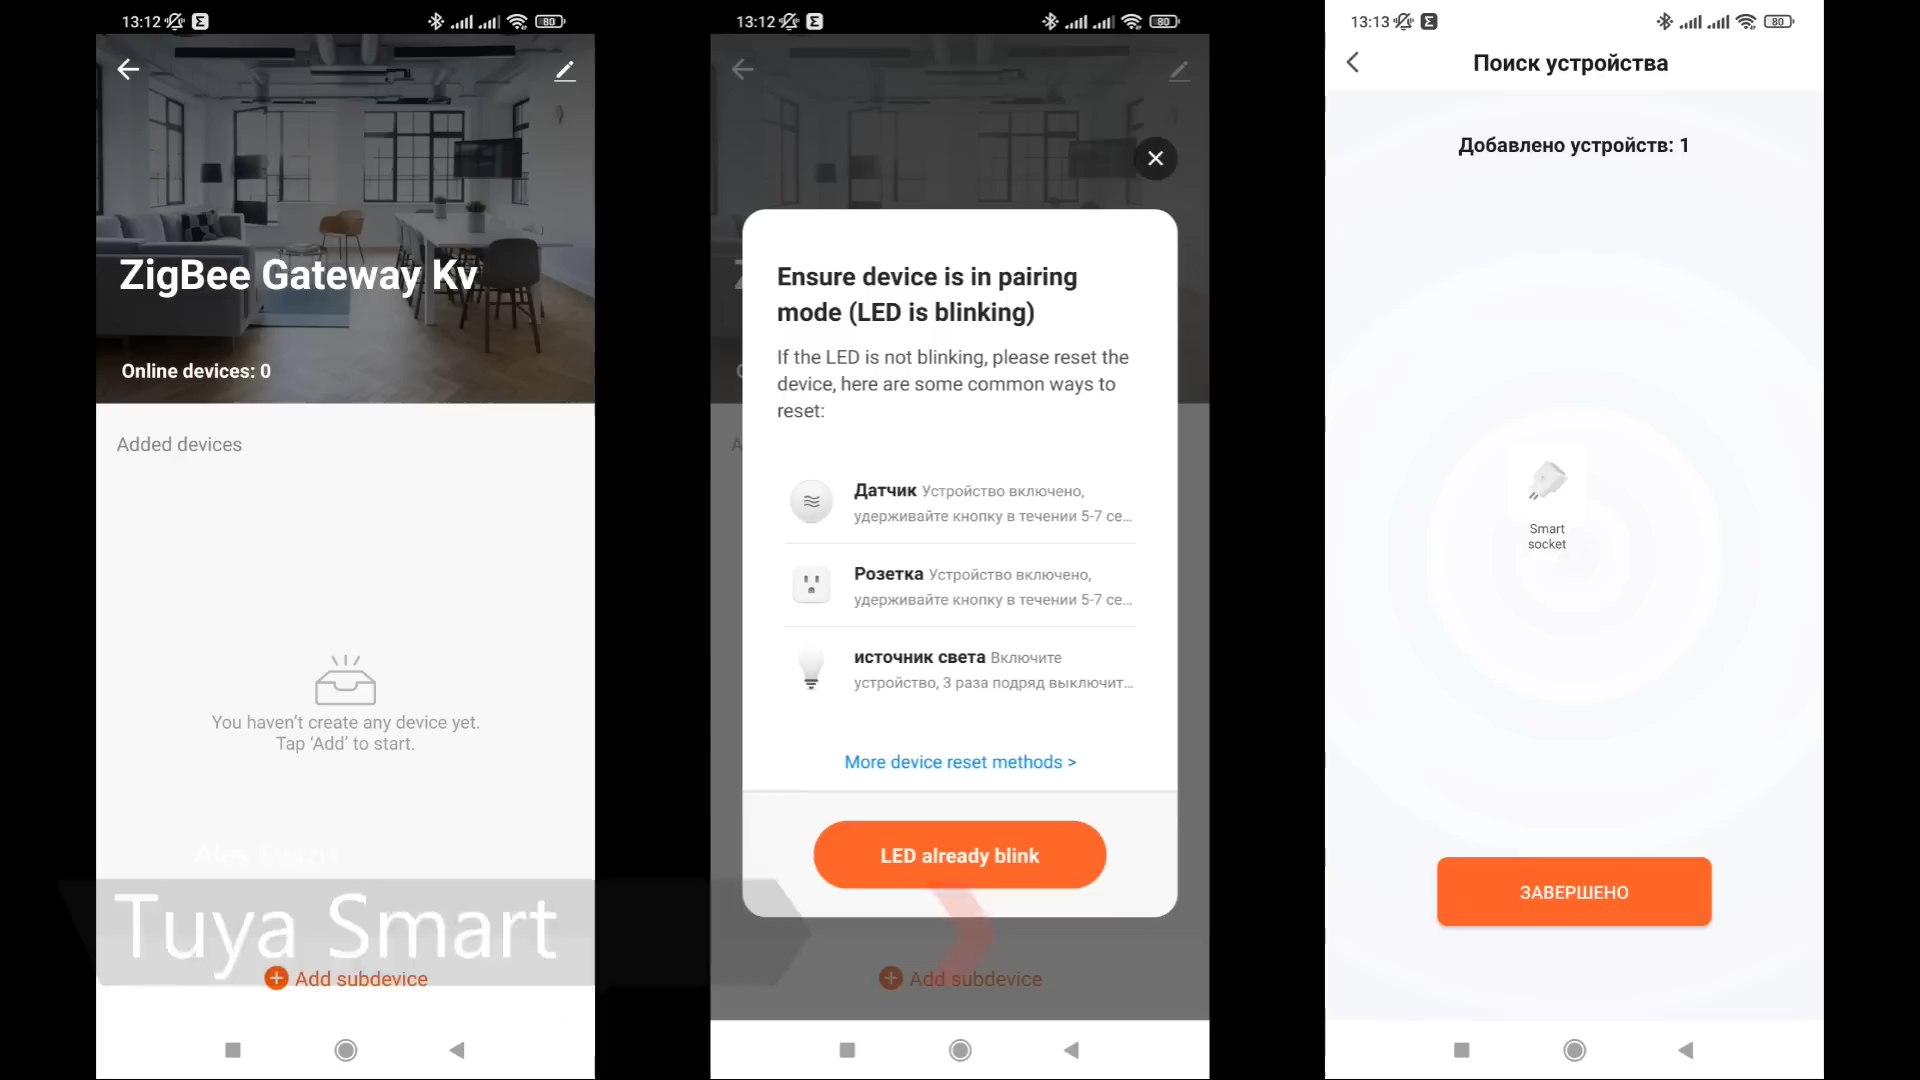 13:12
80
ZigBee Gateway Kv
Online devices: 0
Added devices
You haven't create any device yet.
Tap 'Add' to start.
Tuya Smart
Add subdevice
13:12
80
Ensure device is in pairing
mode (LED is blinking)
If the LED is not blinking, please reset the
device, here are some common ways to
reset:
Датчик Устройство включено,
удерживайте кнопку в течении 5-7 се...
Розетка Устройство включено,
удерживайте кнопку в течении 5-7 се...
источник света Включите
устройство, 3 раза подряд выключит...
More device reset methods >
LED already blink
Add subdevice
13:13
80
Поиск устройства
Добавлено устройств: 1
Smart
socket
ЗАВЕРШЕНО